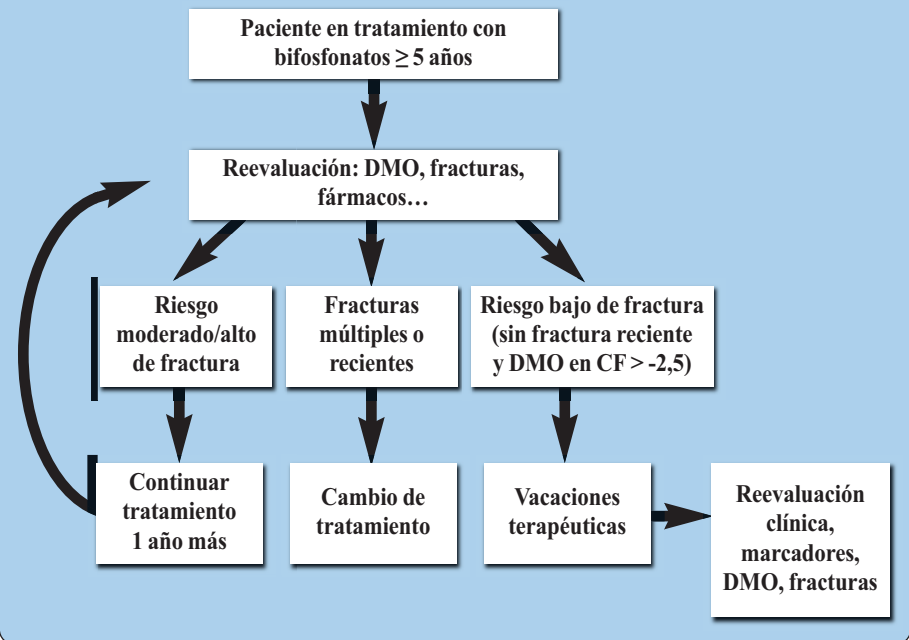 Paciente en tratamiento con
bifosfonatos ≥ 5 años
Reevaluación: DMO, fracturas,
fármacos…
Riesgo
moderado/alto
de fractura
Fracturas
múltiples o
recientes
Riesgo bajo de fractura
(sin fractura reciente
y DMO en CF > -2,5)
Continuar
tratamiento
1 año más
Cambio de
tratamiento
Vacaciones
terapéuticas
Reevaluación
clínica,
marcadores,
DMO, fracturas